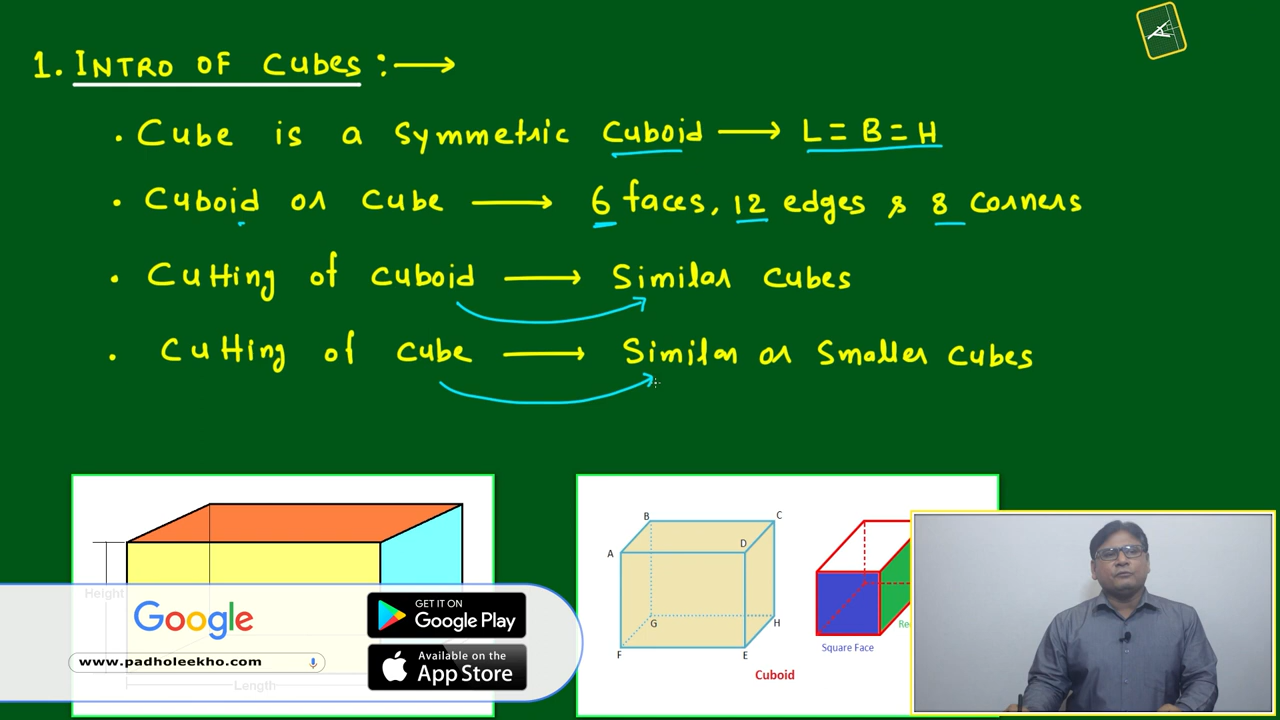 1. INTRO OF CUBES :→
. Cube is a symmetric cuboid → L = B = H
. Cuboid or cube → 6 faces, 12 edges & 8 corners
. Cutting of cuboid → Similar cubes
. Cutting of cube → Similar or smaller cubes
Height
Length
Google
www.padholeekho.com
GET IT ON
Google Play
Available on the
App Store
B
C
A
D
G
H
F
E
Cuboid
Square Face
Re